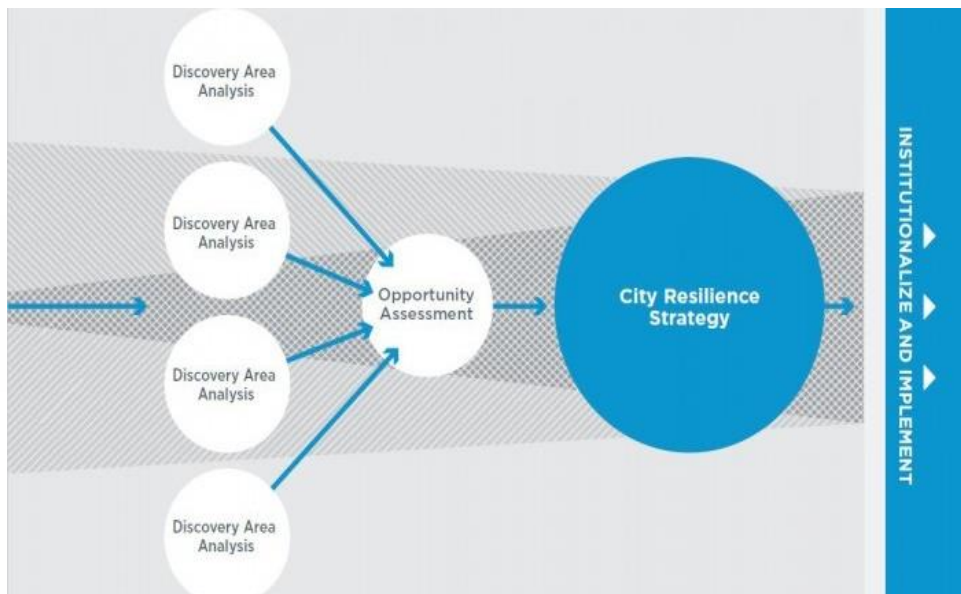 Discovery Area
Analysis
Discovery Area
Analysis
Discovery Area
Analysis
Discovery Area
Analysis
Opportunity
Assessment
City Resilience
Strategy
INSTITUTIONALIZE AND IMPLEMENT